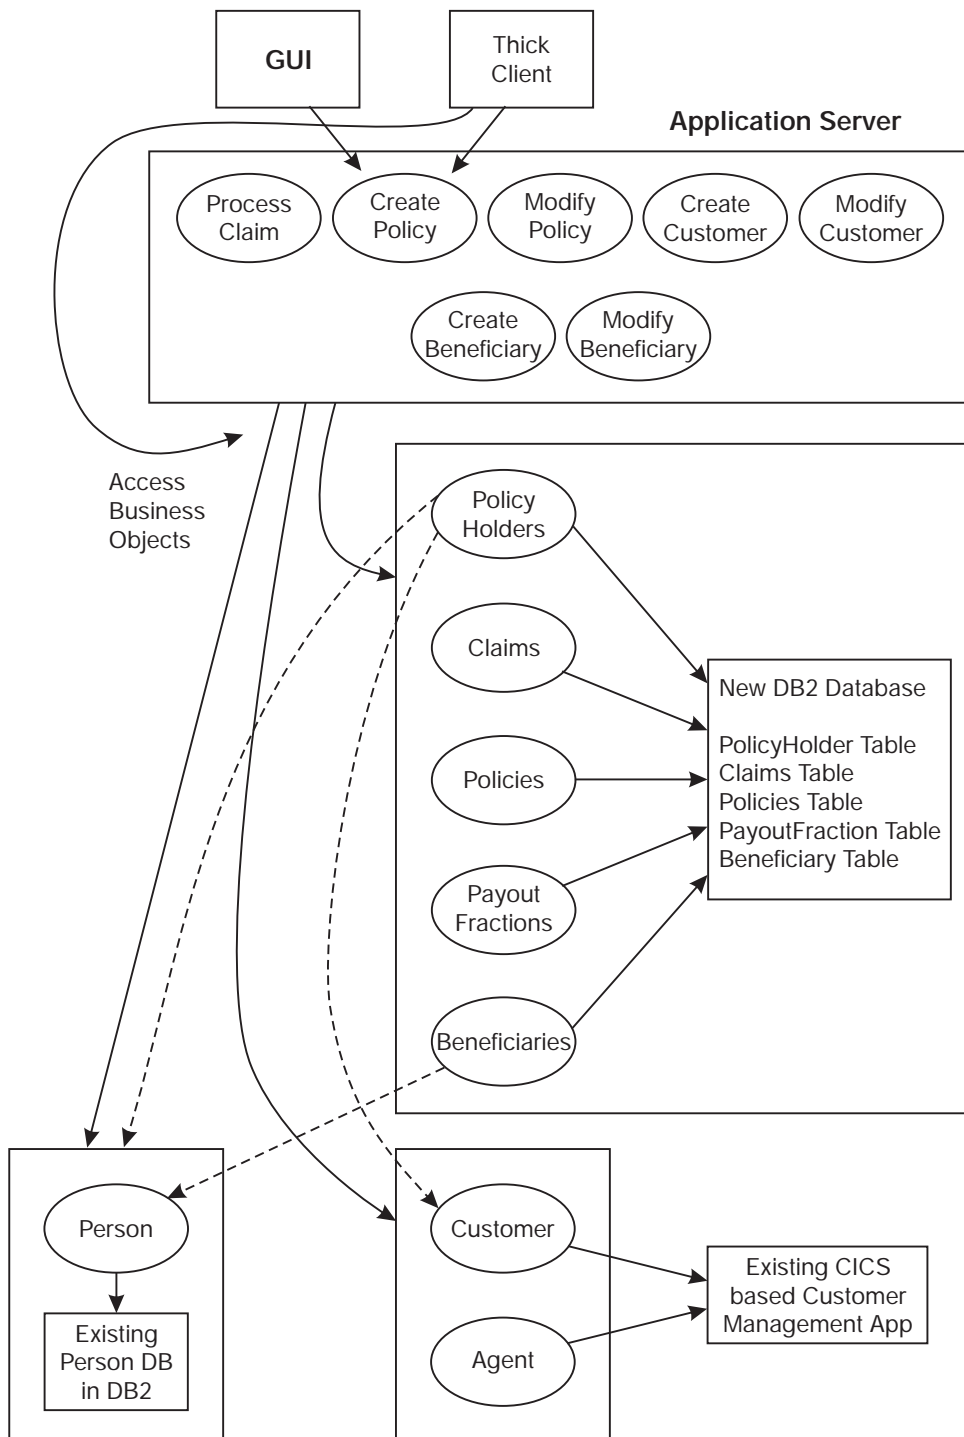 GUI
Thick
Client
Application Server
Process
Claim
Create
Policy
Modify
Policy
Create
Customer
Modify
Customer
Create
Beneficiary
Modify
Beneficiary
Access
Business
Objects
Policy
Holders
Claims
Policies
Payout
Fractions
Beneficiaries
New DB2 Database
PolicyHolder Table
Claims Table
Policies Table
PayoutFraction Table
Beneficiary Table
Person
Existing
Person DB
in DB2
Customer
Agent
Existing CICS
based Customer
Management App